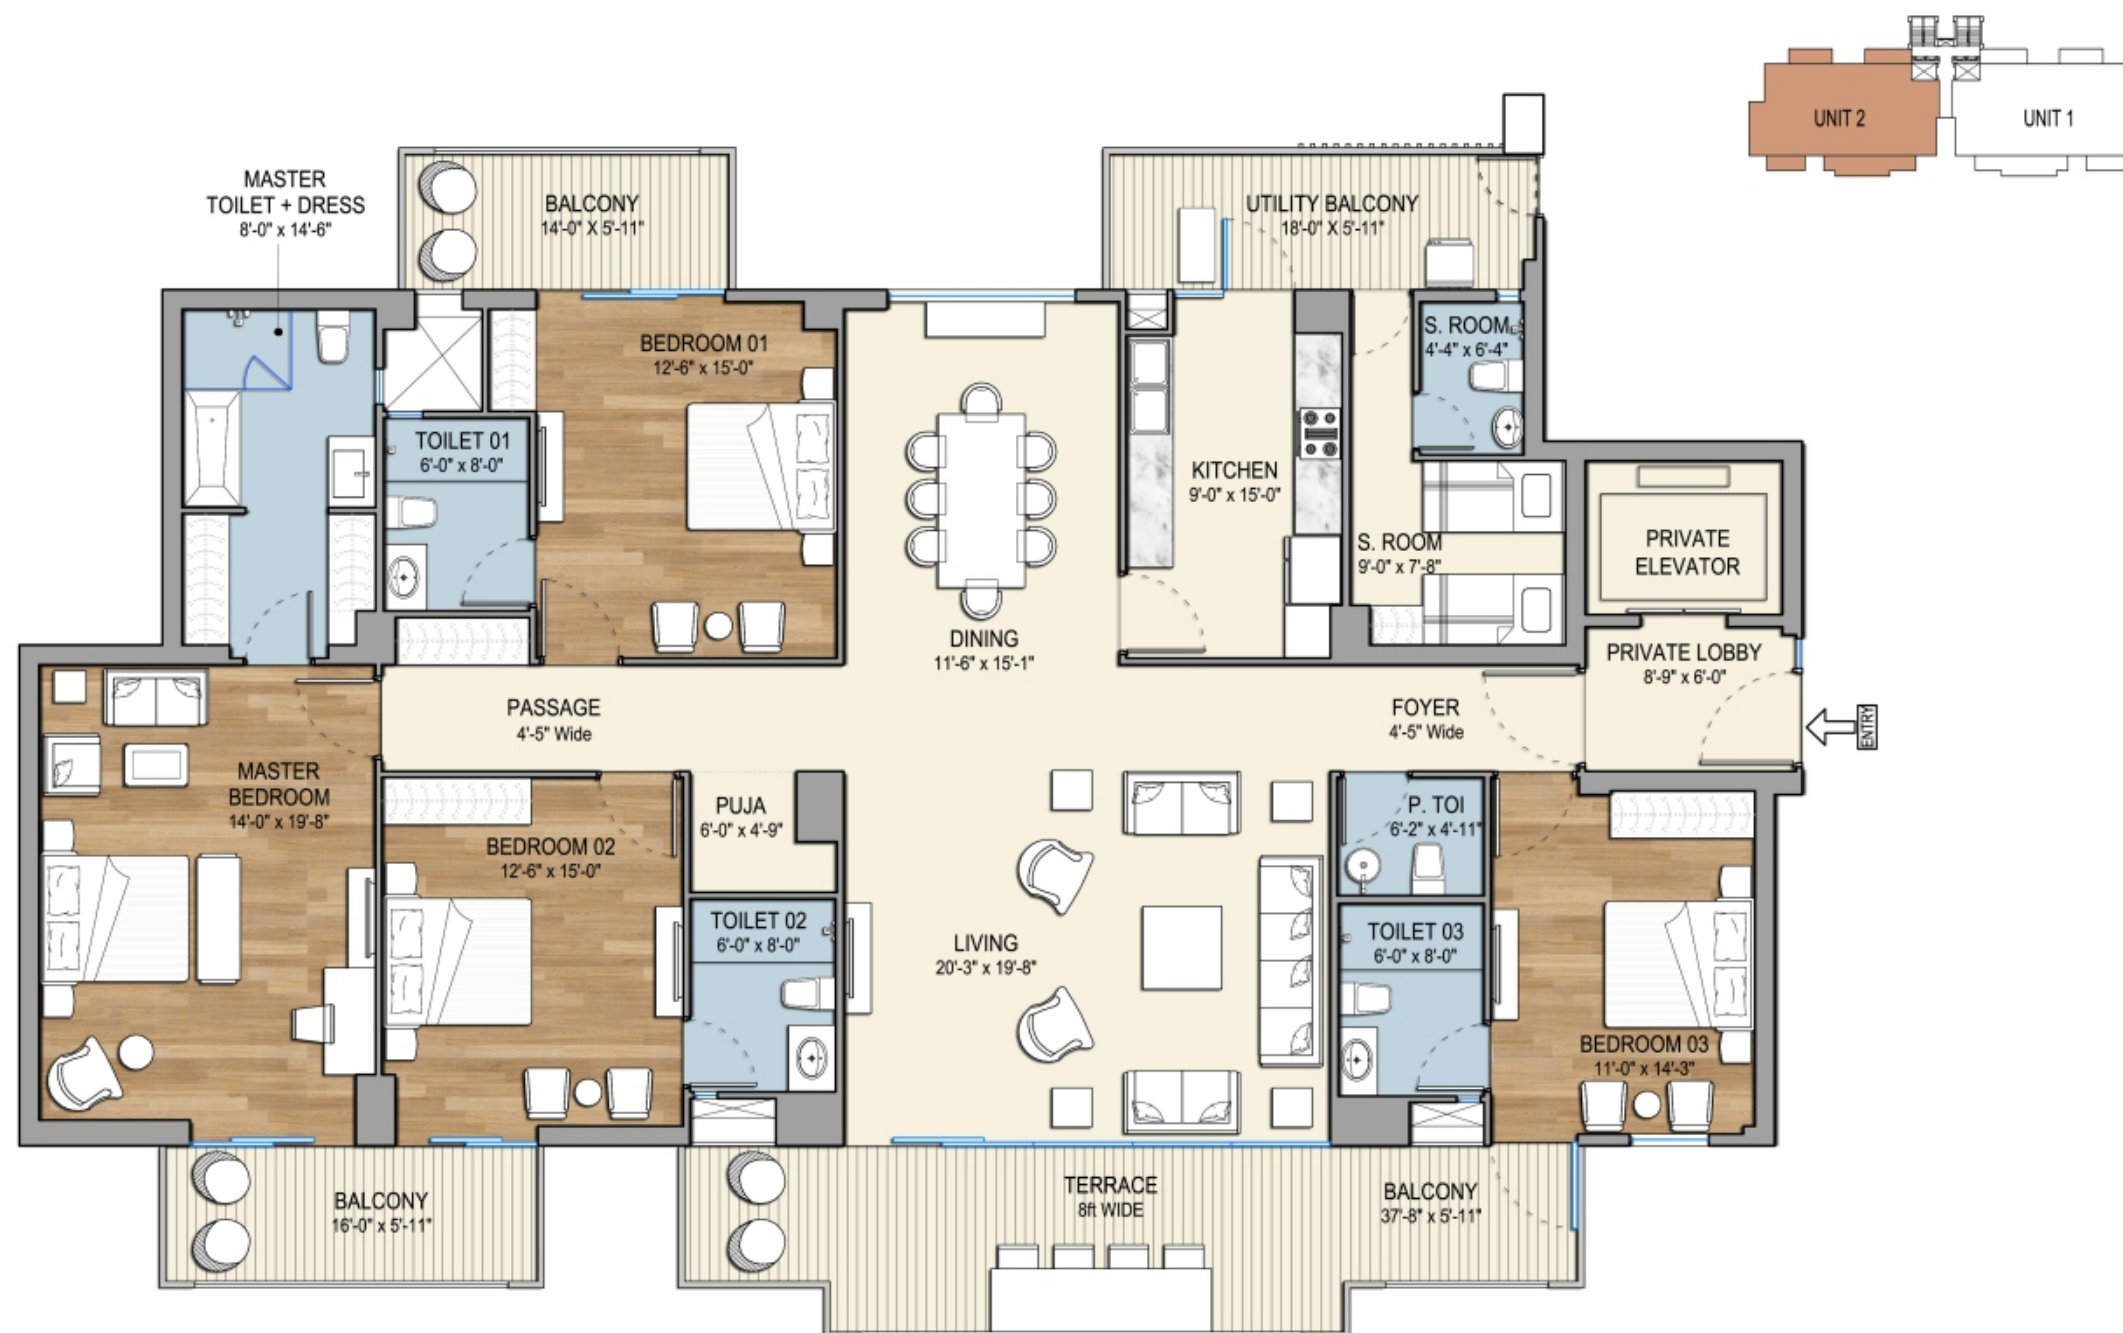 UNIT 2
UNIT 1
MASTER
TOILET + DRESS
8'-0" x 14'-6"
BALCONY
14'-0" X 5'-11"
UTILITY BALCONY
18'-0" X 5'-11"
BEDROOM 01
12'-6" x 15'-0"
S. ROOM
4'-4" x 6'-4"
TOILET 01
6'-0" x 8'-0"
KITCHEN
9'-0" x 15'-0"
S. ROOM
9'-0" x 7'-8"
PRIVATE
ELEVATOR
DINING
11'-6" x 15'-1"
PRIVATE LOBBY
8'-9" x 6'-0"
PASSAGE
4'-5" Wide
FOYER
4'-5" Wide
ENTRY
MASTER
BEDROOM
14'-0" x 19'-8"
PUJA
6'-0" x 4'-9"
P. TOI
6'-2" x 4'-11"
BEDROOM 02
12'-6" x 15'-0"
TOILET 02
6'-0" x 8'-0"
LIVING
20'-3" x 19'-8"
TOILET 03
6'-0" x 8'-0"
BEDROOM 03
11'-0" x 14'-3"
BALCONY
16'-0" x 5'-11"
TERRACE
8ft WIDE
BALCONY
37'-8" x 5'-11"